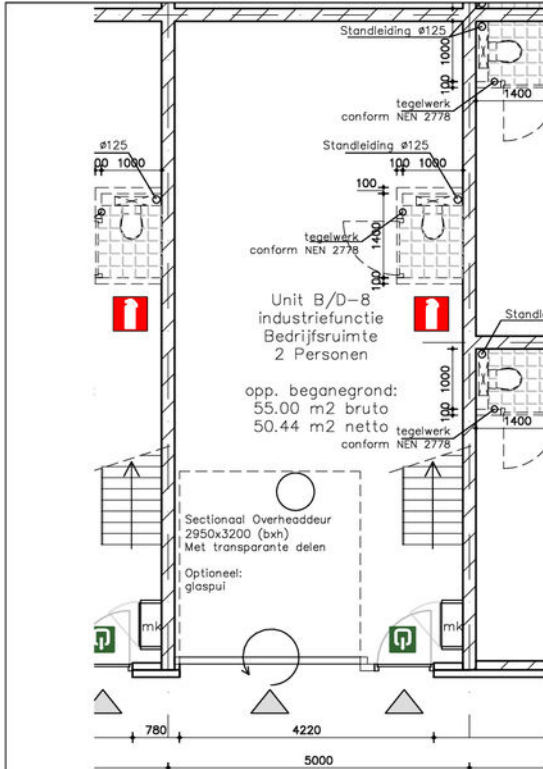 Standleiding ø125
1000
100
1400
tegelwerk
conform NEN 2778
ø125
Standleiding ø125
00 1000
100 1000
100
1400
100
tegelwerk
conform NEN 2778
Unit B/D-8
industriefunctie
Bedrijfsruimte
2 Personen
Standle
opp. beganegrond:
55.00 m2 bruto
50.44 m2 netto
1000
100
1400
tegelwerk
conform NEN 2778
Sectionaal Overheaddeur
2950x3200 (bxh)
Met transparante delen
Optioneel:
glaspui
mk
mk
780
4220
5000